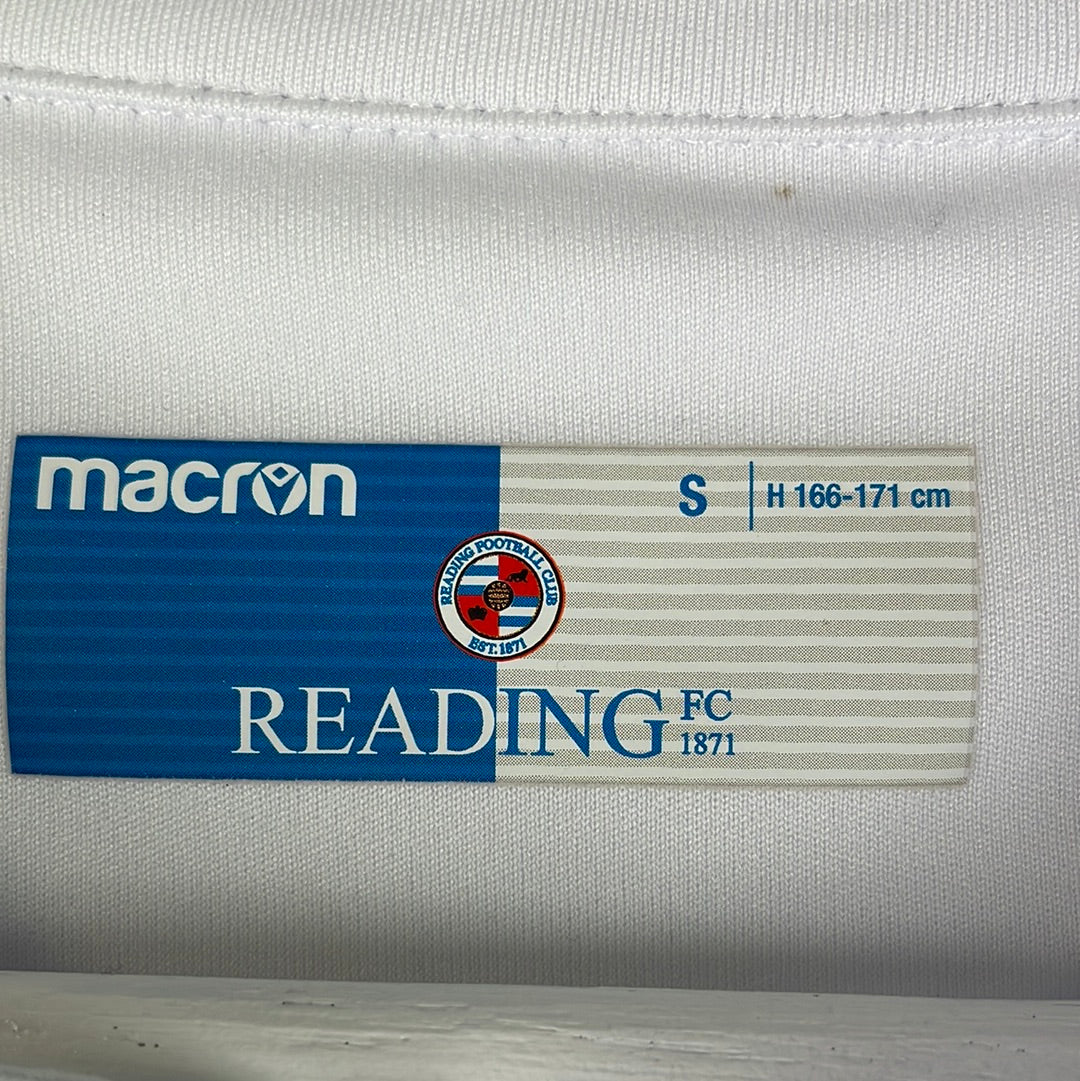 macron
S | H 166-171 cm
READING FOOTBALL CLUB
EST. 1871
READING FC
1871